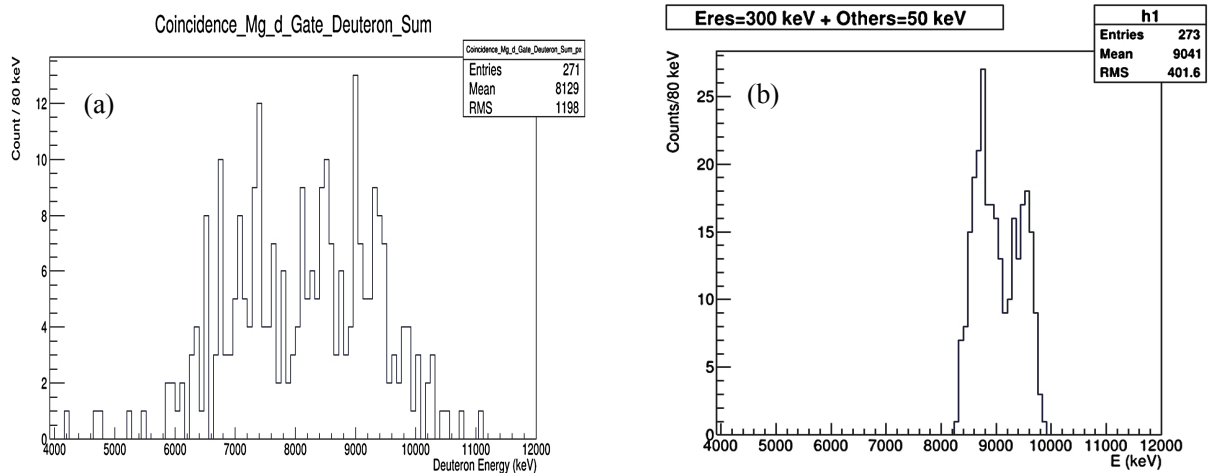 Coincidence_Mg_d_Gate_Deuteron_Sum
Coincidence_Mg_d_Gate_Deuteron_Sum_px
Entries 271
Mean 8129
RMS 1198
(a)
Count / 80 keV
12
10
8
6
4
2
0
4000 5000 6000 7000 8000 9000 10000 11000 12000
Deuteron Energy (keV)
Eres=300 keV + Others=50 keV
h1
Entries 273
Mean 9041
RMS 401.6
(b)
Counts/80 keV
25
20
15
10
5
0
4000 5000 6000 7000 8000 9000 10000 11000 12000
E (keV)